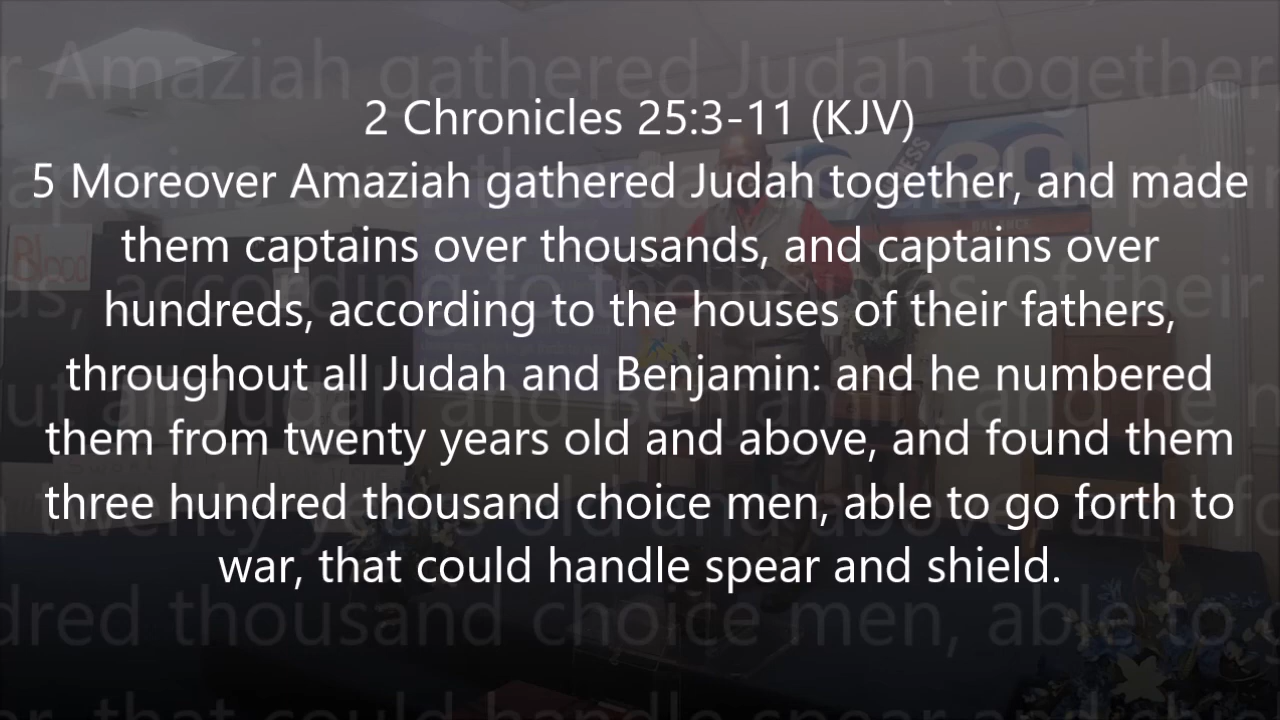 2 Chronicles 25:3-11 (KJV)
5 Moreover Amaziah gathered Judah together, and made
them captains over thousands, and captains over
hundreds, according to the houses of their fathers,
throughout all Judah and Benjamin: and he numbered
them from twenty years old and above, and found them
three hundred thousand choice men, able to go forth to
war, that could handle spear and shield.